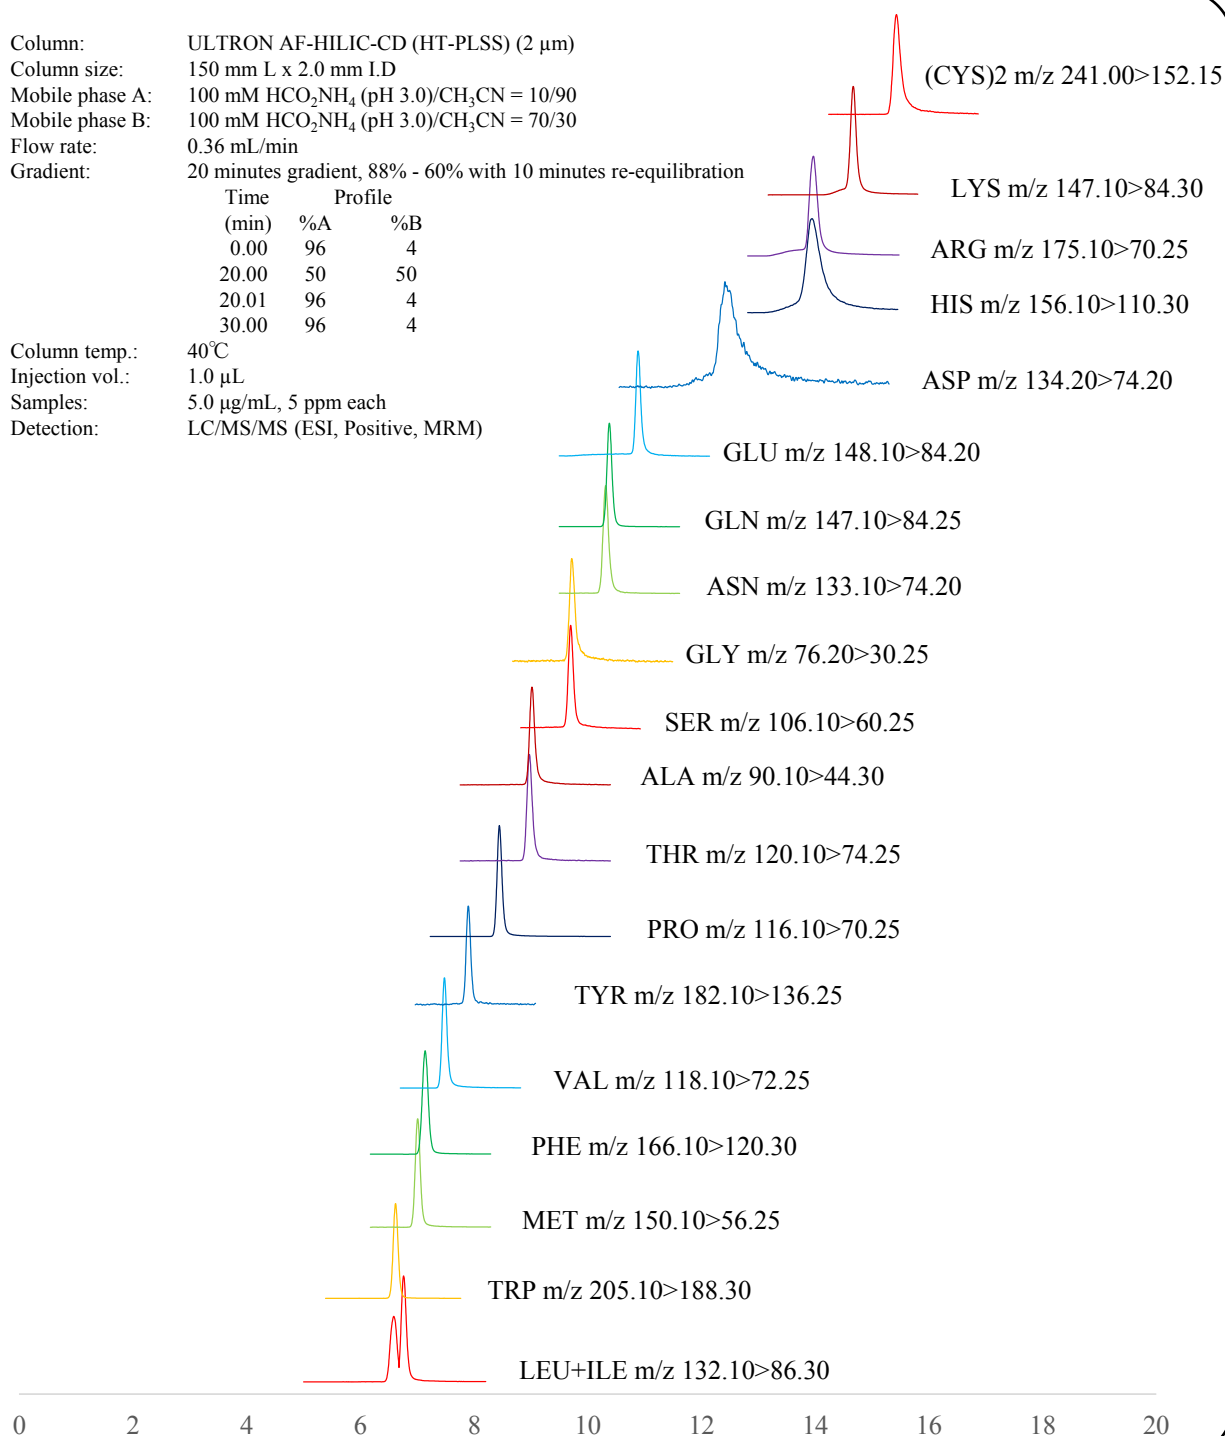 Column: ULTRON AF-HILIC-CD (HT-PLSS) (2 µm)
Column size: 150 mm L x 2.0 mm I.D
Mobile phase A: 100 mM HCO₂NH₄ (pH 3.0)/CH₃CN = 10/90
Mobile phase B: 100 mM HCO₂NH₄ (pH 3.0)/CH₃CN = 70/30
Flow rate: 0.36 mL/min
Gradient: 20 minutes gradient, 88% - 60% with 10 minutes re-equilibration
Time Profile
(min) %A %B
0.00 96 4
20.00 50 50
20.01 96 4
30.00 96 4
Column temp.: 40℃
Injection vol.: 1.0 µL
Samples: 5.0 µg/mL, 5 ppm each
Detection: LC/MS/MS (ESI, Positive, MRM)
(CYS)2 m/z 241.00>152.15
LYS m/z 147.10>84.30
ARG m/z 175.10>70.25
HIS m/z 156.10>110.30
ASP m/z 134.20>74.20
GLU m/z 148.10>84.20
GLN m/z 147.10>84.25
ASN m/z 133.10>74.20
GLY m/z 76.20>30.25
SER m/z 106.10>60.25
ALA m/z 90.10>44.30
THR m/z 120.10>74.25
PRO m/z 116.10>70.25
TYR m/z 182.10>136.25
VAL m/z 118.10>72.25
PHE m/z 166.10>120.30
MET m/z 150.10>56.25
TRP m/z 205.10>188.30
LEU+ILE m/z 132.10>86.30
0 2 4 6 8 10 12 14 16 18 20